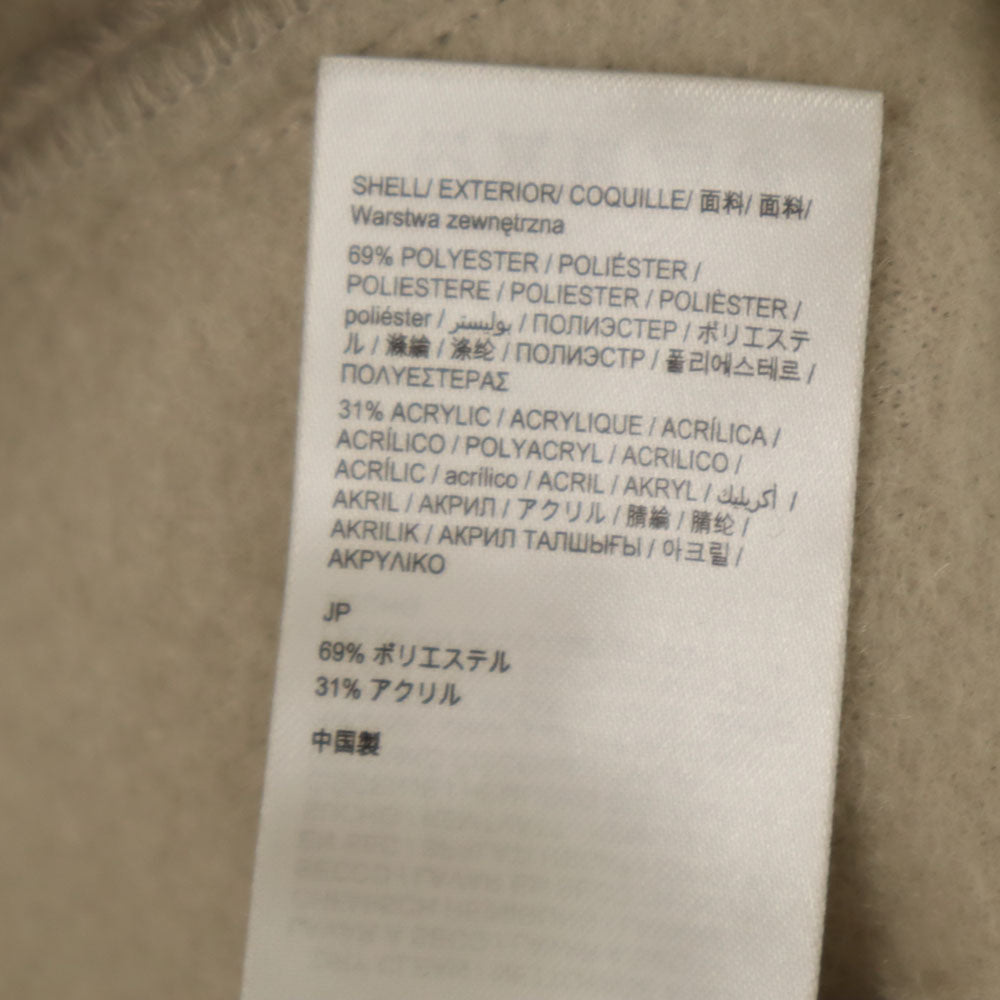 SHELL/ EXTERIOR/ COQUILLE/ 面料/ 面料/
Warstwa zewnętrzna
69% POLYESTER / POLIÉSTER /
POLIESTERE / POLIESTER / POLIÈSTER /
poliéster / بوليستر / ПОЛИЭСТЕР / ポリエステ
ル / 滌綸 / 涤纶 / ПОЛИЭСТР / 폴리에스테르 /
ΠΟΛΥΕΣΤΕΡΑΣ
31% ACRYLIC / ACRYLIQUE / ACRÍLICA /
ACRÍLICO / POLYACRYL / ACRILICO /
ACRÍLIC / acrílico / ACRIL / AKRYL / أكريليك /
AKRIL / АКРИЛ / アクリル / 腈綸 / 腈纶 /
AKRILIK / АКРИЛ ТАЛШЫҒЫ / 아크릴 /
ΑΚΡΥΛΙΚΟ
JP
69% ポリエステル
31% アクリル
中国製